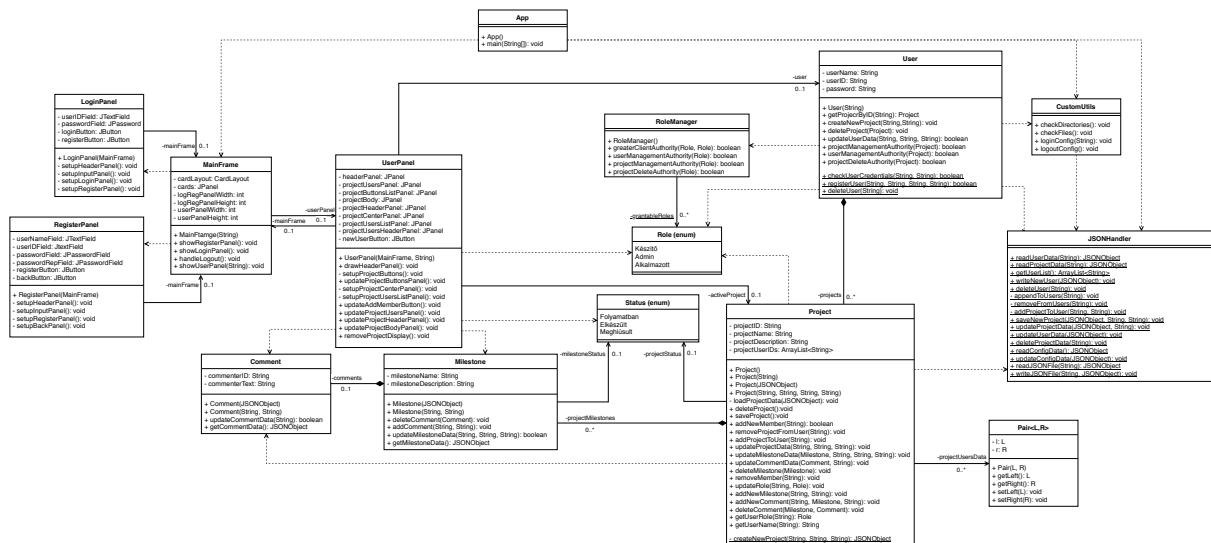 App
+ App()
+ main(String[]): void
User
- userName: String
- userID: String
- password: String
+ User(String)
+ getProjecrByID(String): Project
+ createNewProject(String,String): void
+ deleteProject(Project): void
+ updateUserData(String, String, String): boolean
+ projectManagementAuthority(Project): boolean
+ userManagementAuthority(Project): boolean
+ projectDeleteAuthority(Project): boolean
+ checkUserCredentials(String, String): boolean
+ registerUser(String, String, String, String): boolean
+ deleteUser(String): void
-user
0..1
LoginPanel
- userIDField: JTextField
- passwordField: JPassword
- loginButton: JButton
- registerButton: JButton
+ LoginPanel(MainFrame)
- setupHeaderPanel(): void
- setupInputPanel(): void
- setupLoginPanel(): void
- setupRegisterPanel(): void
-mainFrame
0..1
CustomUtils
- checkDirectories(): void
- checkFiles(): void
- loginConfig(String): void
- logoutConfig(): void
RoleManager
+ RoleManager()
+ greaterClientAuthority(Role, Role): boolean
+ userManagementAuthority(Role): boolean
+ projectManagementAuthority(Role): boolean
+ projectDeleteAuthority(Role): boolean
-grantableRoles
0..*
MainFrame
- cardLayout: CardLayout
- cards: JPanel
- logRegPanelWidth: int
- logRegPanelHeight: int
- userPanelWidth: int
- userPanelHeight: int
+ MainFtamge(String)
+ showRegisterPanel(): void
+ showLoginPanel(): void
+ handleLogout(): void
+ showUserPanel(String): void
-userPanel
0..1
-mainFrame
0..1
UserPanel
- headerPanel: JPanel
- projectUsersPanel: JPanel
- projectButtonsListPanel: JPanel
- projectBody: JPanel
- projectHeaderPanel: JPanel
- projectCenterPanel: JPanel
- projectUsersListPanel: JPanel
- projectUsersHeaderPanel: JPanel
- newUserButton: JButton
+ UserPanel(MainFrame, String)
- drawHeaderPanel(): void
- setupProjectButtons(): void
+ updateProjectButtonsPanel(): void
- setupProjectCenterPanel(): void
- setupProjectUsersListPanel(): void
+ updateAddMemberButton(): void
+ updateProjectUsersPanel(): void
+ updateProjectHeaderPanel(): void
+ updateProjectBodyPanel(): void
+ removeProjectDisplay(): void
RegisterPanel
- userNameField: JTextField
- userIDField: JtextField
- passwordField: JPasswordField
- passwordRepField: JPasswordField
- registerButton: JButton
- backButton: JButton
+ RegisterPanel(MainFrame)
- setupHeaderPanel(): void
- setupInputPanel(): void
- setupRegisterPanel(): void
- setupBackPanel(): void
-mainFrame
0..1
Role (enum)
Készítő
Admin
Alkalmazott
Status (enum)
Folyamatban
Elkészült
Meghiúsult
-activeProject
0..1
-projects
0..*
-milestoneStatus
0..1
-projectStatus
0..1
JSONHandler
+ readUserData(String): JSONObject
+ readProjectData(String): JSONObject
+ getUserList(): ArrayList<String>
+ writeNewUser(JSONObject): void
+ deleteUser(String): void
- appendToUsers(String): void
- removeFromUsers(String): void
- addProjectToUser(String, String): void
+ saveNewProject(JSONObject, String, String): void
+ updateProjectData(JSONObject, String): void
+ updateUserData(JSONObject, String): void
+ deleteProjectData(String): void
+ readConfigData(): JSONObject
+ updateConfigData(JSONObject): void
+ readJSONFile(String): JSONObject
+ writeJSONFile(String, JSONObject): void
Project
- projectID: String
- projectName: String
- projectDescription: String
- projectUserIDs: ArrayList<String>
+ Project()
+ Project(String)
+ Project(JSONObject)
+ Project(String, String, String, String)
- loadProjectData(JSONObject): void
+ deleteProject():void
+ saveProject():void
+ addNewMember(String): boolean
+ removeProjectFromUser(String): void
+ addProjectToUser(String): void
+ updateProjectData(String, String, String): void
+ updateMilestoneData(Milestone, String, String, String): void
+ updateCommentData(Comment, String): void
+ deleteMilestone(Milestone): void
+ removeMember(String): void
+ updateRole(String, Role): void
+ addNewMilestone(String, String): void
+ addNewComment(String, Milestone, String): void
+ deleteComment(Milestone, Comment): void
+ getUserRole(String): Role
+ getUserName(String): String
- createNewProject(String, String, String): JSONObject
Comment
- commenterID: String
- commenterText: String
+ Comment(JSONObject)
+ Comment(String, String)
+ updateCommentData(String): boolean
+ getCommentData(): JSONObject
-comments
0..1
Milestone
- milestoneName: String
- milestoneDescription: String
+ Milestone(JSONObject)
+ Milestone(String, String)
+ deleteComment(Comment): void
+ addComment(String, String): void
+ updateMilestoneData(String, String, String): boolean
+ getMilestoneData(): JSONObject
-projectMilestones
0..*
-projectUsersData
0..*
Pair<L,R>
- l: L
- r: R
+ Pair(L, R)
+ getLeft(): L
+ getRight(): R
+ setLeft(L): void
+ setRight(R): void